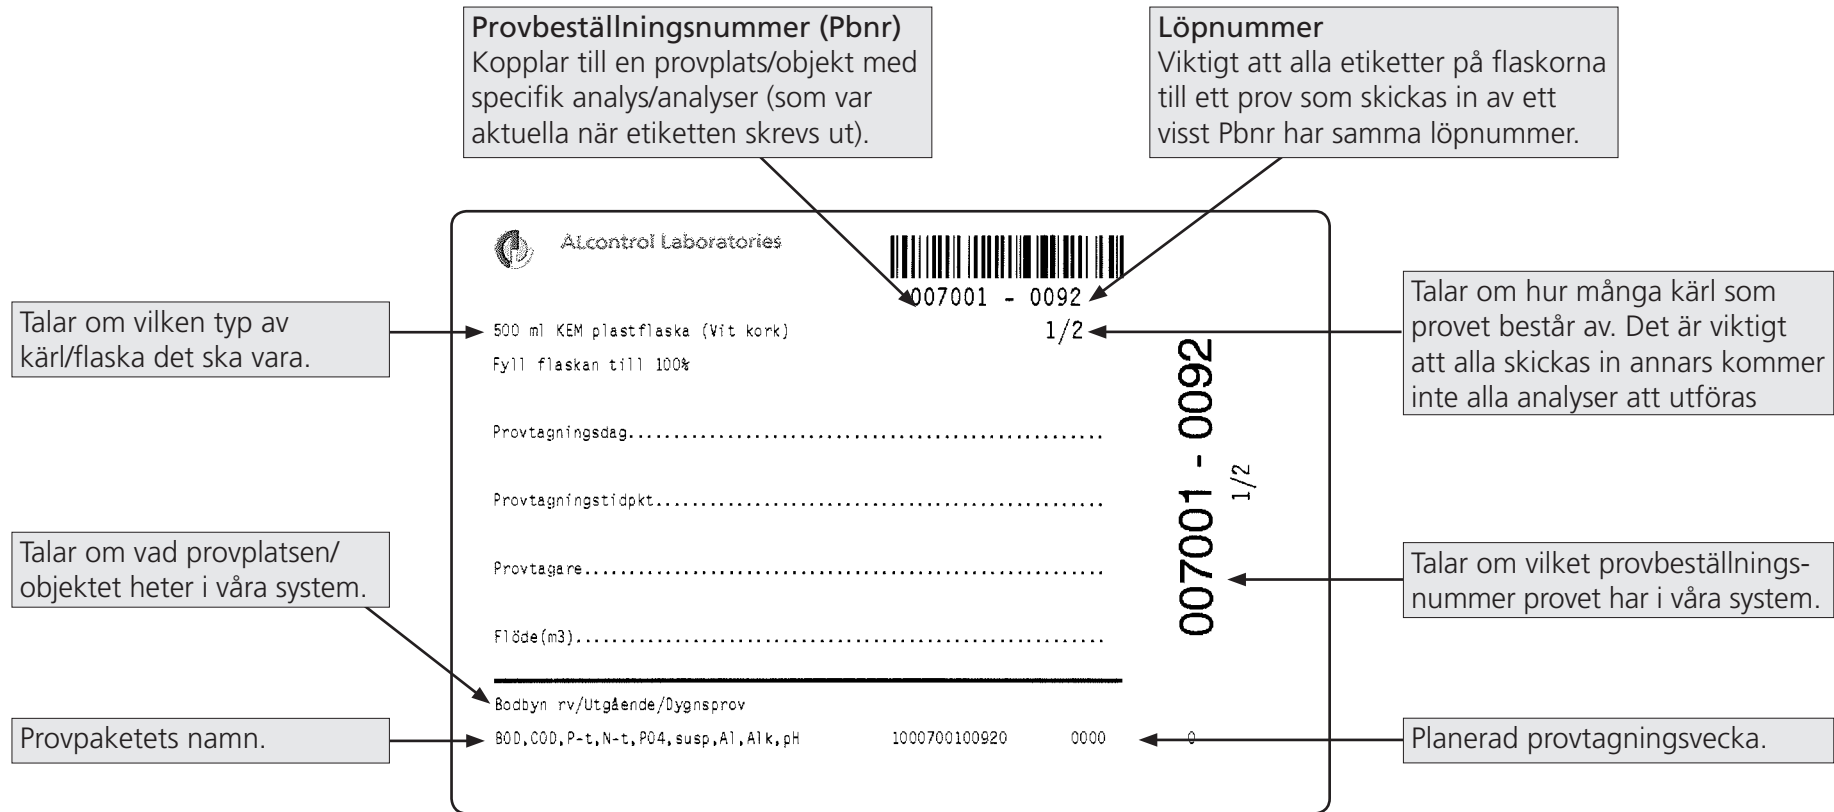 Provbeställningsnummer (Pbnr)
Kopplar till en provplats/objekt med
specifik analys/analyser (som var
aktuella när etiketten skrevs ut).
Löpnummer
Viktigt att alla etiketter på flaskorna
till ett prov som skickas in av ett
visst Pbnr har samma löpnummer.
ALcontrol Laboratories
007001 - 0092
1/2
500 ml KEM plastflaska (Vit kork)
Fyll flaskan till 100%
Talar om vilken typ av
kärl/flaska det ska vara.
Talar om hur många kärl som
provet består av. Det är viktigt
att alla skickas in annars kommer
inte alla analyser att utföras
Provtagningsdag..................................................
Provtagningstidpkt..................................................
Provtagare..................................................
Flöde(m3)..................................................
007001 - 0092
1/2
Talar om vad provplatsen/
objektet heter i våra system.
Talar om vilket provbeställnings-
nummer provet har i våra system.
Bodbyn rv/Utgående/Dygnsprov
Provpaketets namn.
BOD,COD,P-t,N-t,PO4,susp,Al,Alk,pH 1000700100920 0000 0
Planerad provtagningsvecka.